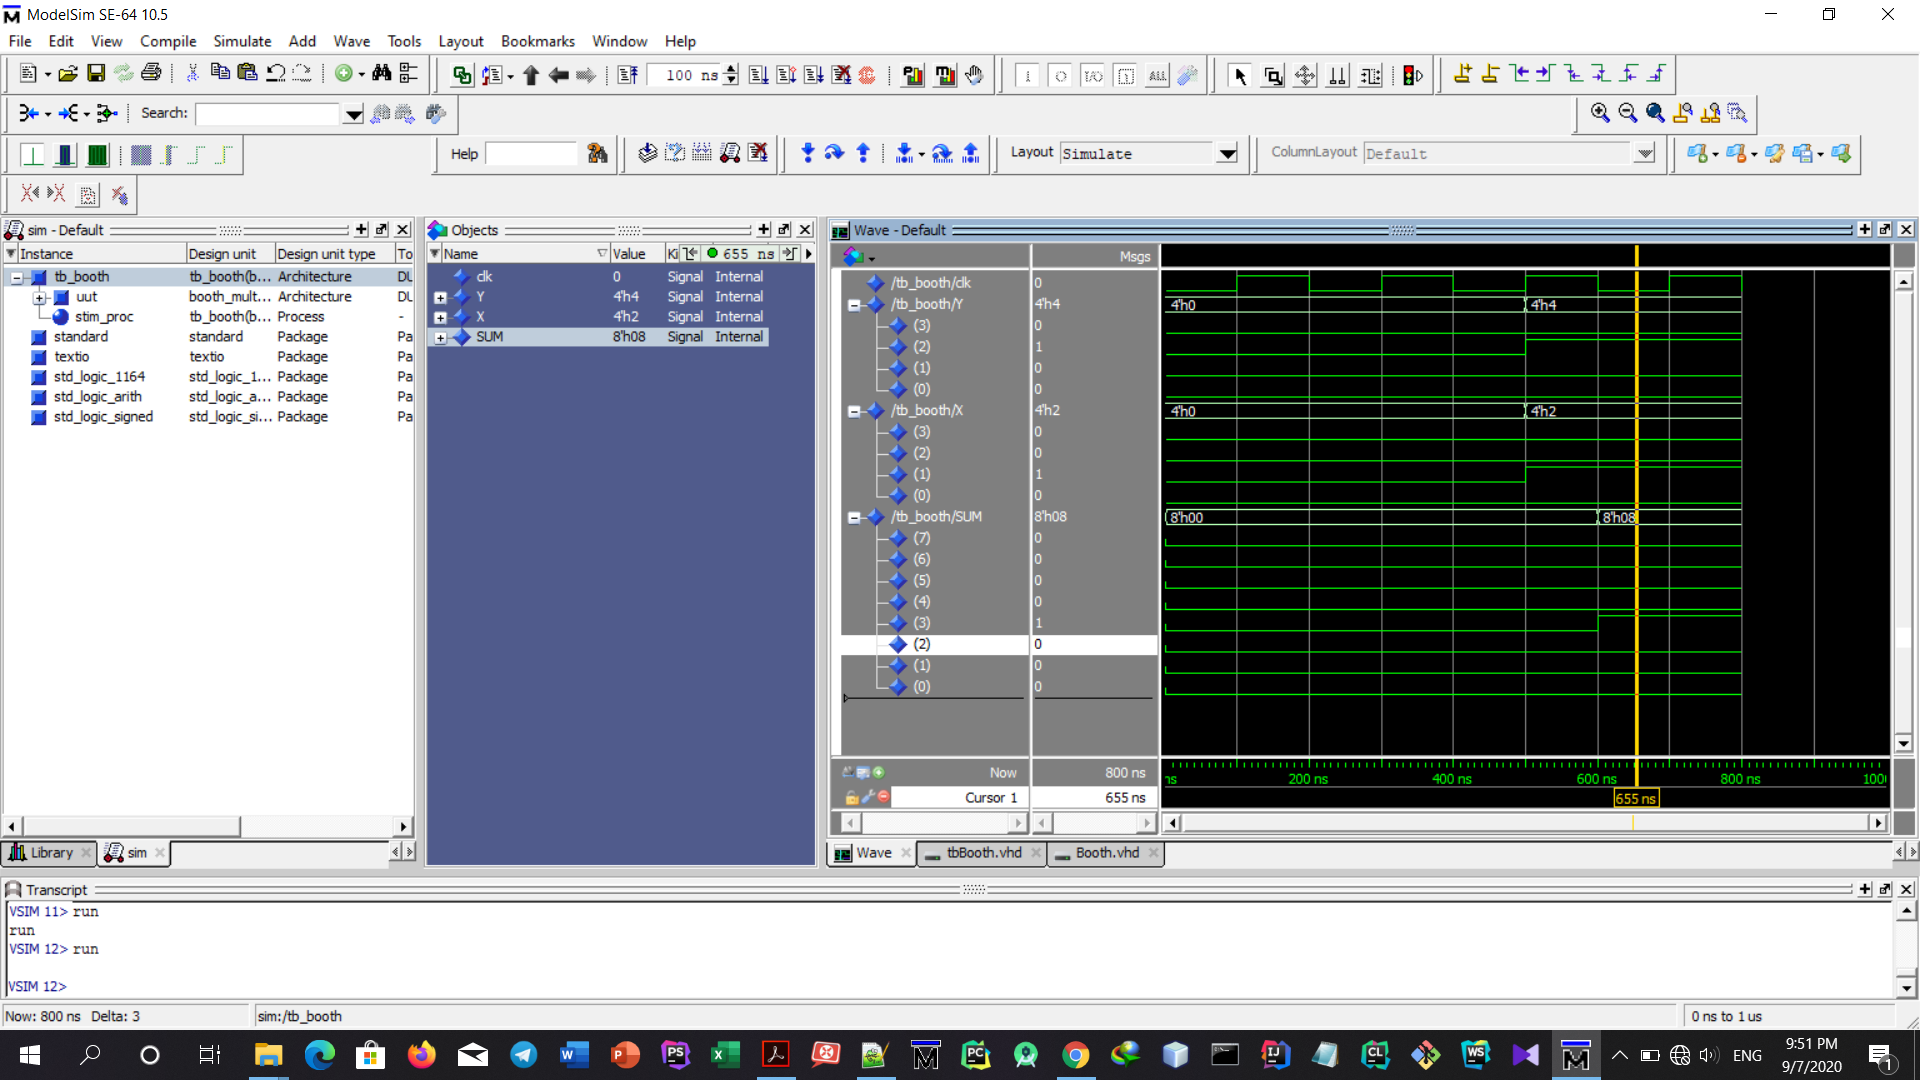 ModelSim SE-64 10.5
File Edit View Compile Simulate Add Wave Tools Layout Bookmarks Window Help
100 ns
Search:
Help
Layout Simulate
ColumnLayout Default
sim - Default
Instance Design unit Design unit type To
tb_booth tb_booth(b... Architecture DU
uut booth_mult... Architecture DU
stim_proc tb_booth(b... Process -
standard standard Package Pa
textio textio Package Pa
std_logic_1164 std_logic_1... Package Pa
std_logic_arith std_logic_a... Package Pa
std_logic_signed std_logic_si... Package Pa
Library sim
Objects
Name Value Ki 655 ns
clk 0 Signal Internal
Y 4'h4 Signal Internal
X 4'h2 Signal Internal
SUM 8'h08 Signal Internal
Wave - Default
Msgs
/tb_booth/clk 0
/tb_booth/Y 4'h4 4'h0 4'h4
(3) 0
(2) 1
(1) 0
(0) 0
/tb_booth/X 4'h2 4'h0 4'h2
(3) 0
(2) 0
(1) 1
(0) 0
/tb_booth/SUM 8'h08 8'h00 8'h08
(7) 0
(6) 0
(5) 0
(4) 0
(3) 1
(2) 0
(1) 0
(0) 0
Now 800 ns ns 200 ns 400 ns 600 ns 800 ns 100
Cursor 1 655 ns 655 ns
Wave tbBooth.vhd Booth.vhd
Transcript
VSIM 11> run
run
VSIM 12> run
VSIM 12>
Now: 800 ns Delta: 3 sim:/tb_booth 0 ns to 1 us
ENG 9:51 PM
9/7/2020
1